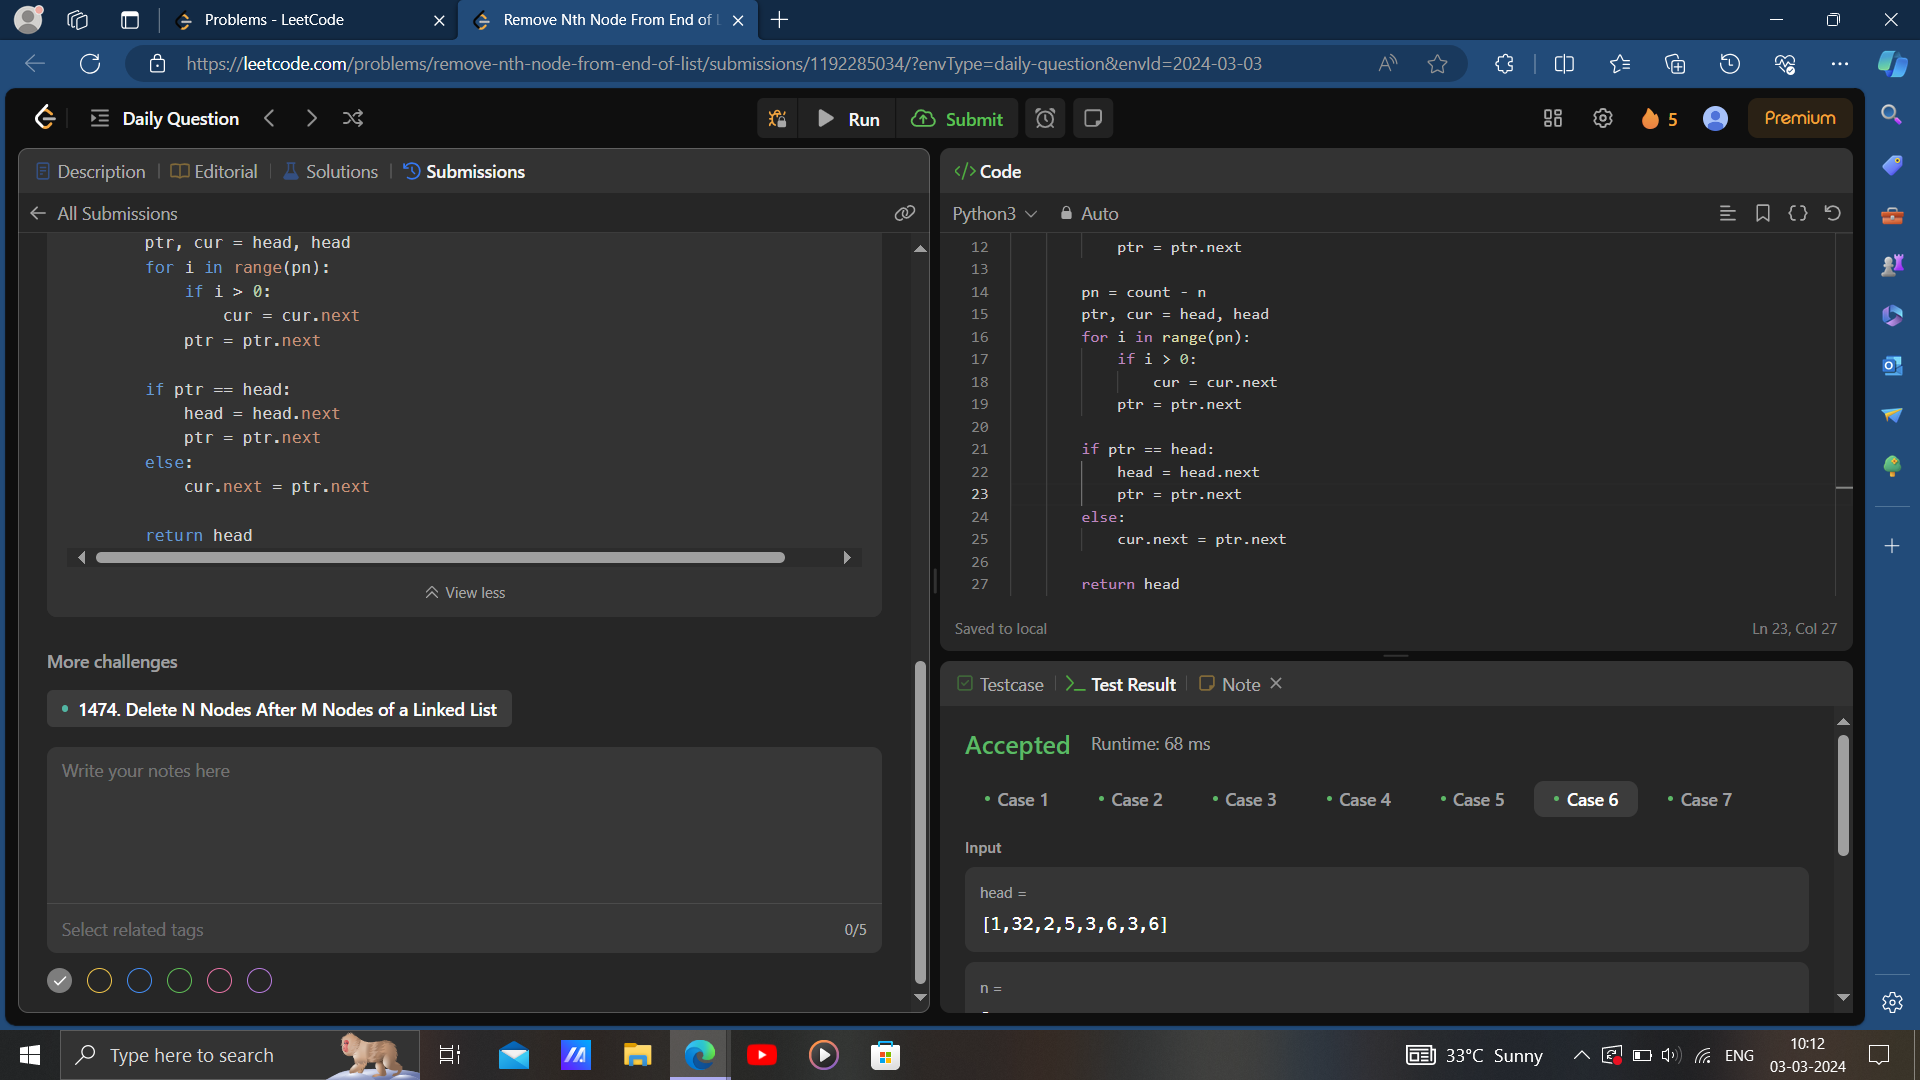 Problems - LeetCode
Remove Nth Node From End of L
https://leetcode.com/problems/remove-nth-node-from-end-of-list/submissions/1192285034/?envType=daily-question&envId=2024-03-03
Daily Question
Run
Submit
5
Premium
Description
Editorial
Solutions
Submissions
All Submissions
ptr, cur = head, head
for i in range(pn):
if i > 0:
cur = cur.next
ptr = ptr.next
if ptr == head:
head = head.next
ptr = ptr.next
else:
cur.next = ptr.next
return head
View less
More challenges
1474. Delete N Nodes After M Nodes of a Linked List
Write your notes here
Select related tags
0/5
</> Code
Python3
Auto
12 ptr = ptr.next
13
14 pn = count - n
15 ptr, cur = head, head
16 for i in range(pn):
17 if i > 0:
18 cur = cur.next
19 ptr = ptr.next
20
21 if ptr == head:
22 head = head.next
23 ptr = ptr.next
24 else:
25 cur.next = ptr.next
26
27 return head
Saved to local
Ln 23, Col 27
Testcase
Test Result
Note
Accepted
Runtime: 68 ms
Case 1
Case 2
Case 3
Case 4
Case 5
Case 6
Case 7
Input
head =
[1,32,2,5,3,6,3,6]
n =
Type here to search
33°C Sunny
ENG
10:12
03-03-2024